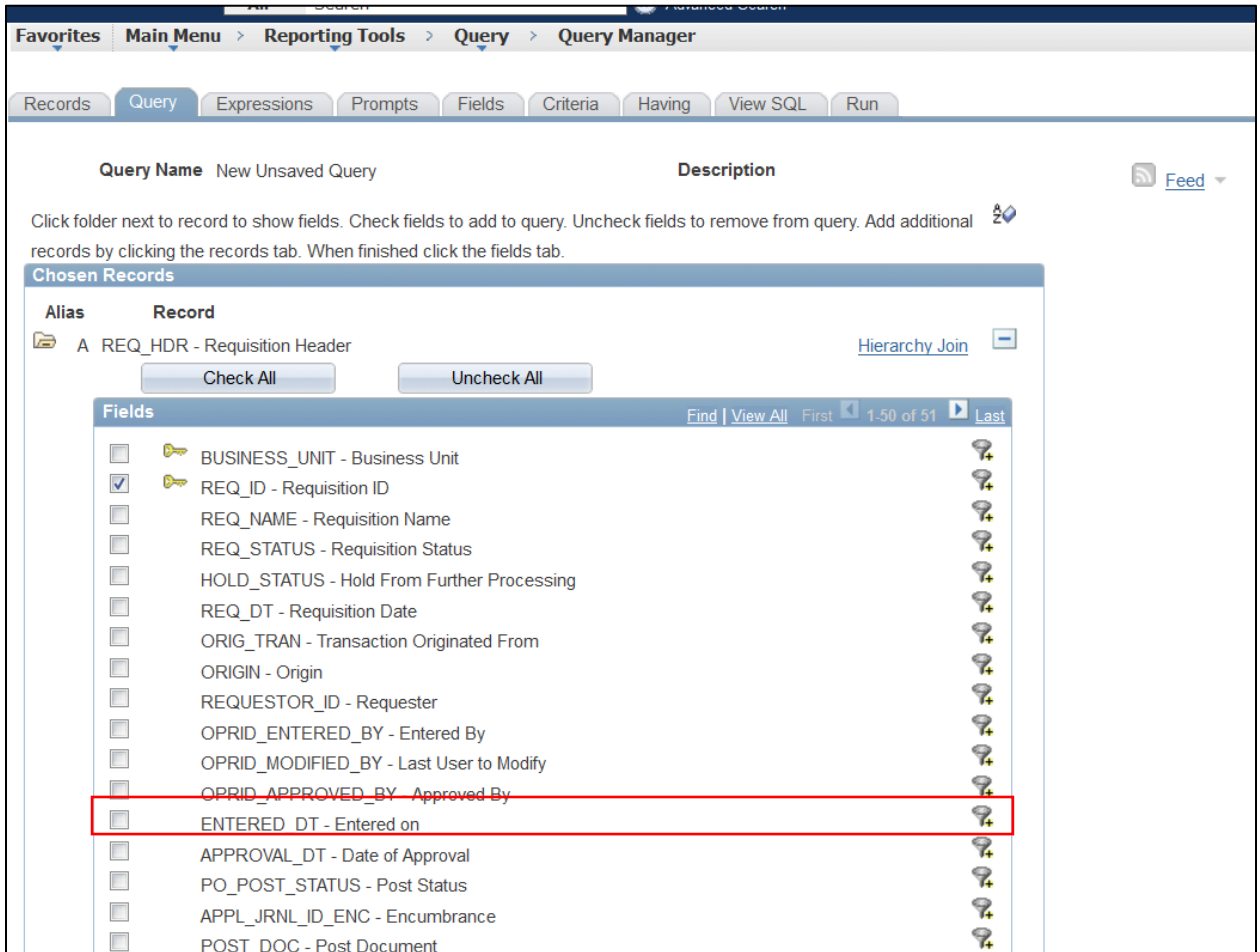 All Search Advanced Search
Favorites Main Menu > Reporting Tools > Query > Query Manager
Records Query Expressions Prompts Fields Criteria Having View SQL Run
Query Name New Unsaved Query Description Feed
Click folder next to record to show fields. Check fields to add to query. Uncheck fields to remove from query. Add additional
records by clicking the records tab. When finished click the fields tab.
Chosen Records
Alias Record
A REQ_HDR - Requisition Header Hierarchy Join
Check All Uncheck All
Fields Find | View All First 1-50 of 51 Last
BUSINESS_UNIT - Business Unit
REQ_ID - Requisition ID
REQ_NAME - Requisition Name
REQ_STATUS - Requisition Status
HOLD_STATUS - Hold From Further Processing
REQ_DT - Requisition Date
ORIG_TRAN - Transaction Originated From
ORIGIN - Origin
REQUESTOR_ID - Requester
OPRID_ENTERED_BY - Entered By
OPRID_MODIFIED_BY - Last User to Modify
OPRID_APPROVED_BY - Approved By
ENTERED_DT - Entered on
APPROVAL_DT - Date of Approval
PO_POST_STATUS - Post Status
APPL_JRNL_ID_ENC - Encumbrance
POST_DOC - Post Document